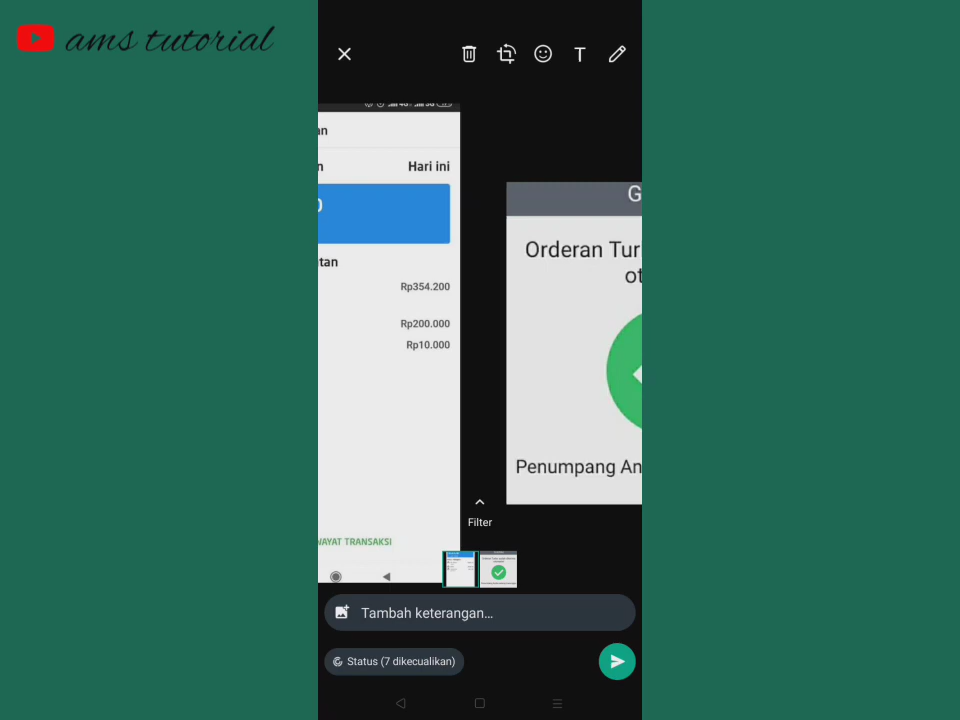 ams tutorial
T
an
n
Hari ini
tan
Rp354.200
Rp200.000
Rp10.000
WAYAT TRANSAKSI
G
Orderan Tur
ot
Penumpang An
Filter
Tambah keterangan...
Status (7 dikecualikan)